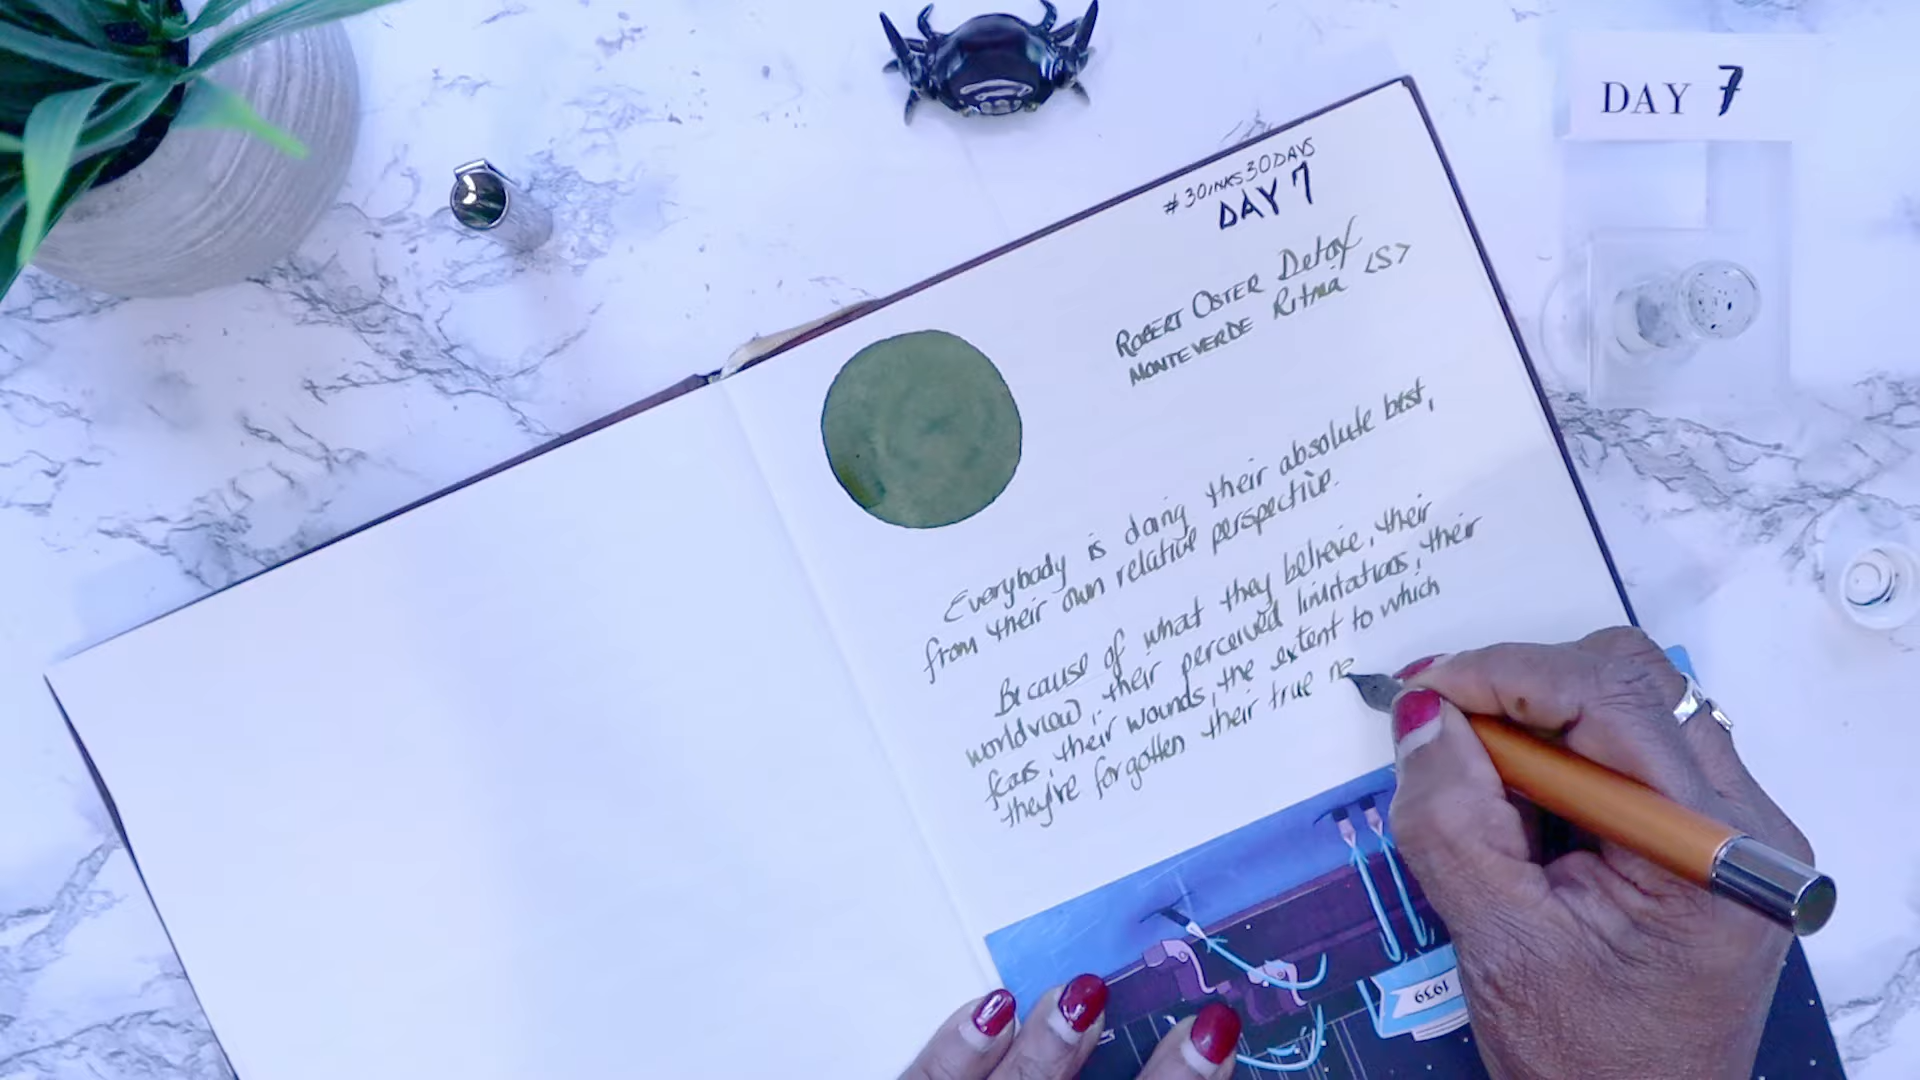 DAY 7
#30INKS30DAYS
DAY 7
ROBERT OSTER Detox
MONTEVERDE Ritma <S>
Everybody is doing their absolute best,
from their own relative perspective.
Because of what they believe, their
worldview, their perceived limitations, their
fears, their wounds, the extent to which
they've forgotten their true na
1939